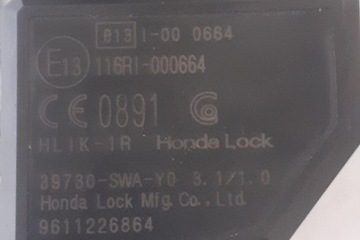 e13 I-00 0664
E13 116RI-000664
CE 0891
HLIK-1R Honda Lock
39730-SWA-Y0 3.1/1.0
Honda Lock Mfg.Co.,Ltd.
9611226864